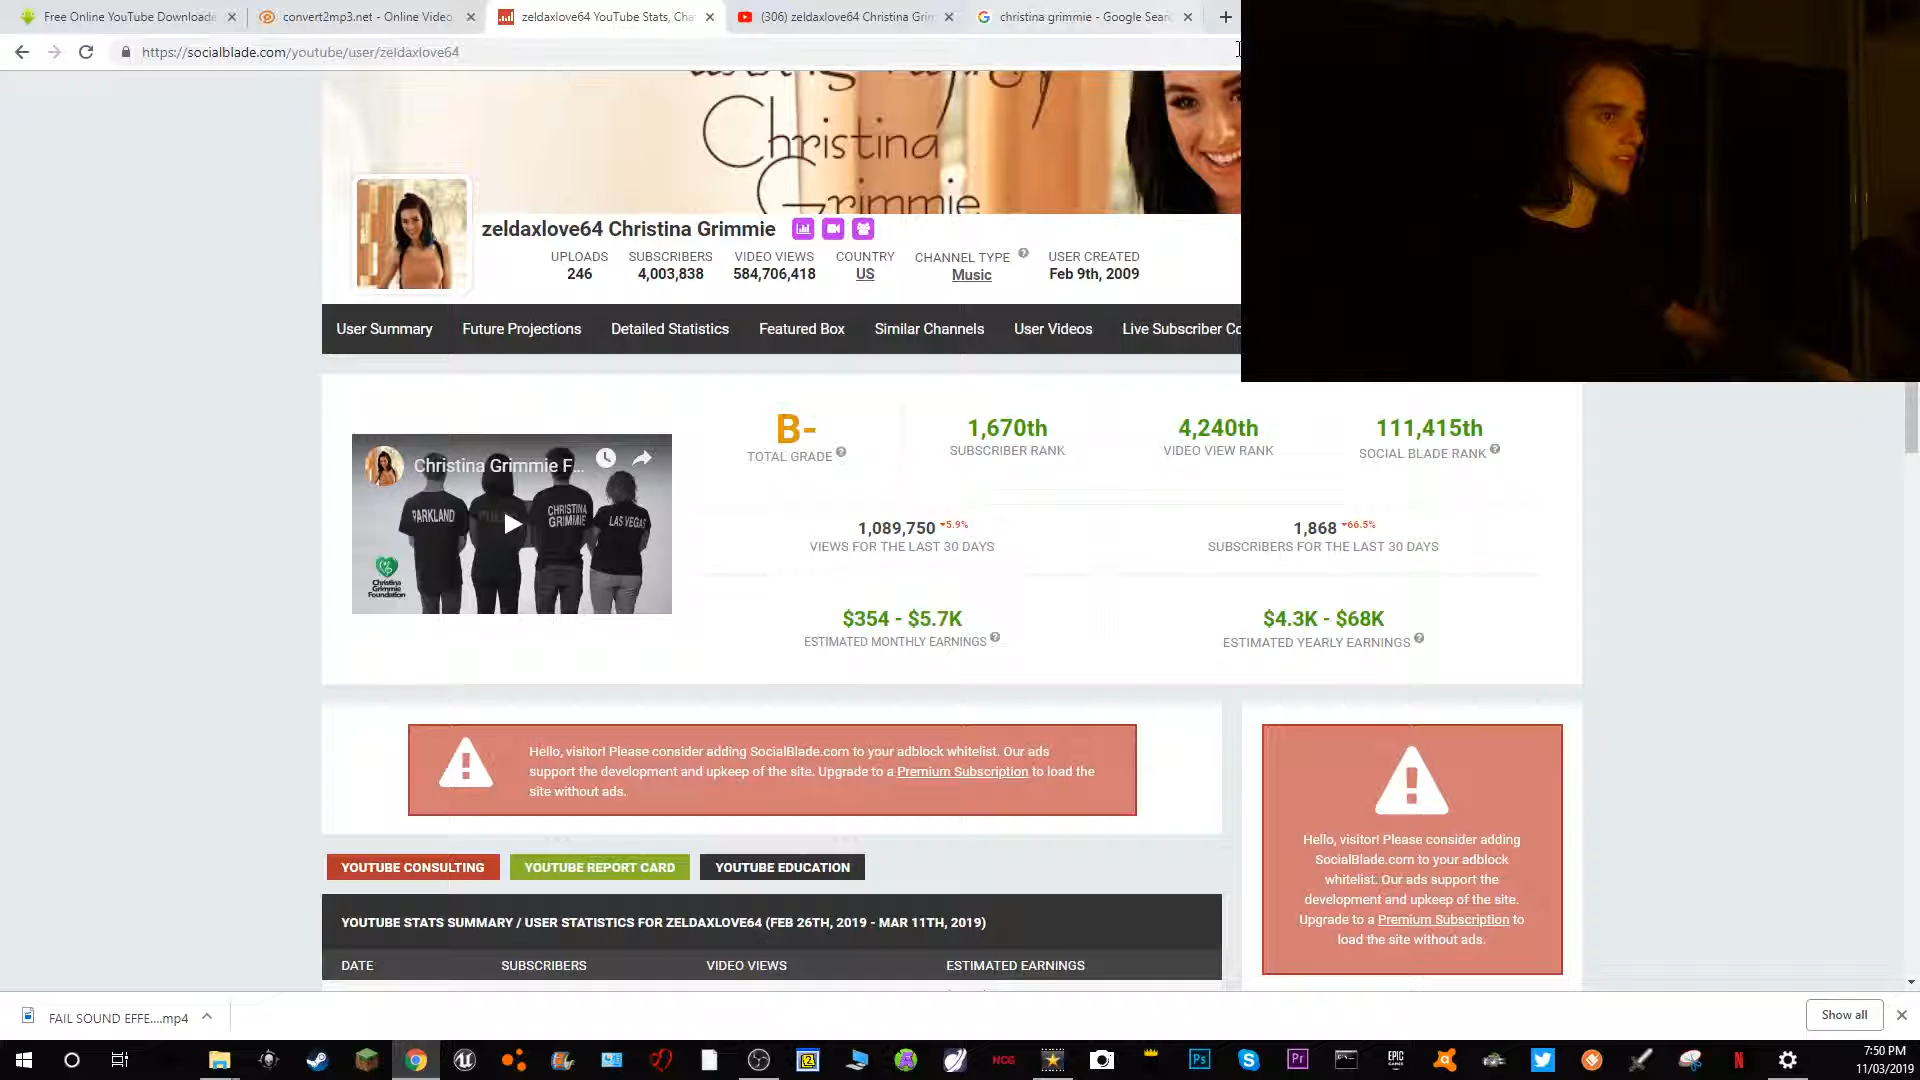 Free Online YouTube Downloade
convert2mp3.net - Online Video
zeldaxlove64 YouTube Stats, Cha
(306) zeldaxlove64 Christina Grim
christina grimmie - Google Sear
https://socialblade.com/youtube/user/zeldaxlove64
Christina
Grimmie
zeldaxlove64 Christina Grimmie
UPLOADS
246
SUBSCRIBERS
4,003,838
VIDEO VIEWS
584,706,418
COUNTRY
US
CHANNEL TYPE
Music
USER CREATED
Feb 9th, 2009
User Summary
Future Projections
Detailed Statistics
Featured Box
Similar Channels
User Videos
Live Subscriber Co
Christina Grimmie F...
PARKLAND
CHRISTINA
GRIMMIE
LAS VEGAS
Christina
Grimmie
Foundation
B-
TOTAL GRADE
1,670th
SUBSCRIBER RANK
4,240th
VIDEO VIEW RANK
111,415th
SOCIAL BLADE RANK
1,089,750 -5.9%
VIEWS FOR THE LAST 30 DAYS
1,868 -66.5%
SUBSCRIBERS FOR THE LAST 30 DAYS
$354 - $5.7K
ESTIMATED MONTHLY EARNINGS
$4.3K - $68K
ESTIMATED YEARLY EARNINGS
Hello, visitor! Please consider adding SocialBlade.com to your adblock whitelist. Our ads
support the development and upkeep of the site. Upgrade to a Premium Subscription to load the
site without ads.
Hello, visitor! Please consider adding
SocialBlade.com to your adblock
whitelist. Our ads support the
development and upkeep of the site.
Upgrade to a Premium Subscription to
load the site without ads.
YOUTUBE CONSULTING
YOUTUBE REPORT CARD
YOUTUBE EDUCATION
YOUTUBE STATS SUMMARY / USER STATISTICS FOR ZELDAXLOVE64 (FEB 26TH, 2019 - MAR 11TH, 2019)
DATE
SUBSCRIBERS
VIDEO VIEWS
ESTIMATED EARNINGS
FAIL SOUND EFFE....mp4
Show all
NCG
Ps
Pr
EPIC
GAMES
7:50 PM
11/03/2019